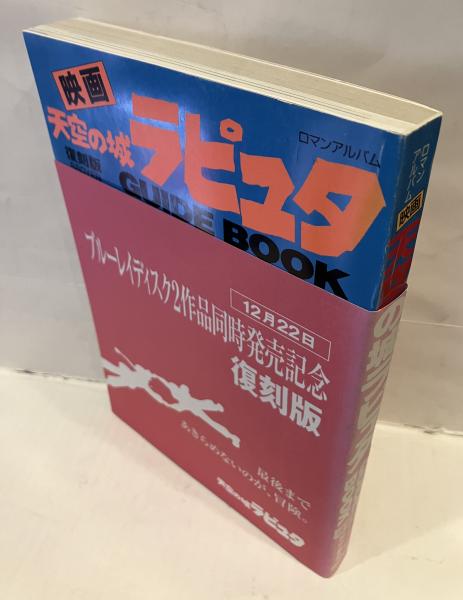 映画
天空の城
ラピュタ
ロマンアルバム
復刻版
GUIDE BOOK
12月22日
ブルーレイディスク2作品同時発売記念
復刻版
最後まで
あきらめないのが、冒険。
天空の城ラピュタ
ロマン
アルバム
映画